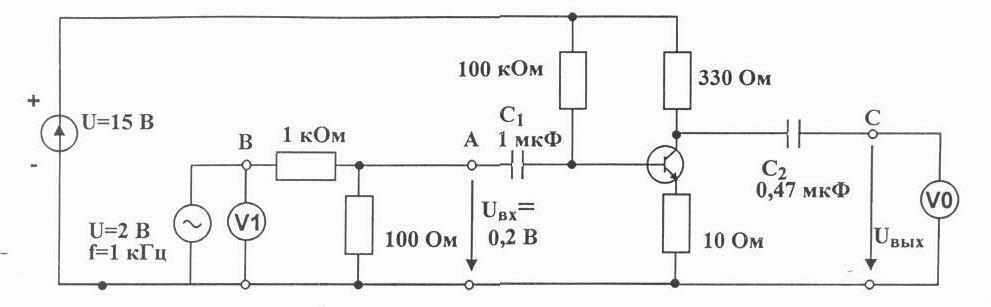 100 кОм
330 Ом
+
U=15 В
-
В
1 кОм
А
C1
1 мкФ
С
C2
0,47 мкФ
V1
V0
U=2 В
f=1 кГц
100 Ом
Uвх=
0,2 В
10 Ом
Uвых